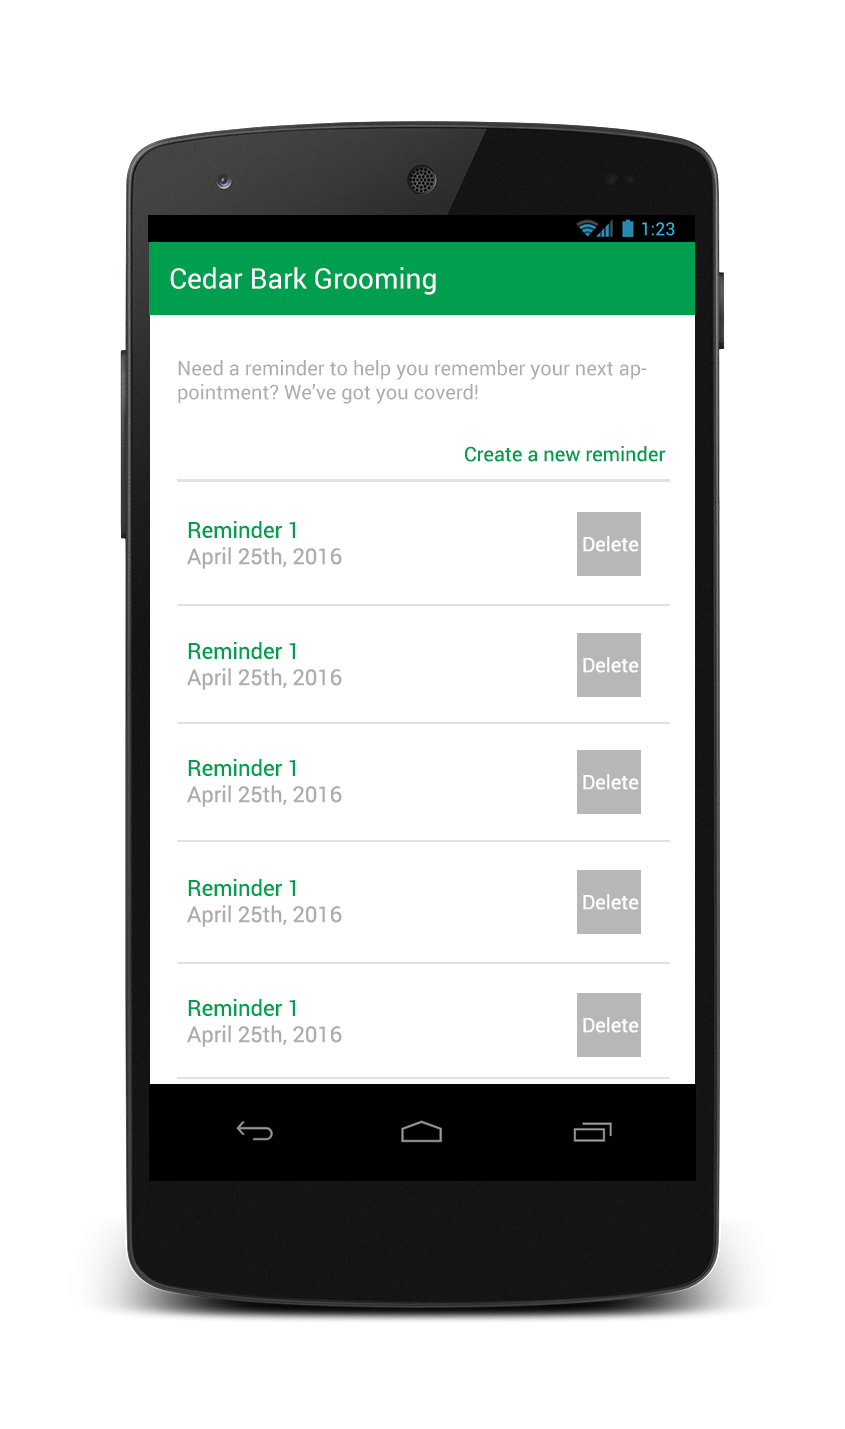 1:23
Cedar Bark Grooming
Need a reminder to help you remember your next ap-
pointment? We've got you coverd!
Create a new reminder
Reminder 1
April 25th, 2016
Delete
Reminder 1
April 25th, 2016
Delete
Reminder 1
April 25th, 2016
Delete
Reminder 1
April 25th, 2016
Delete
Reminder 1
April 25th, 2016
Delete